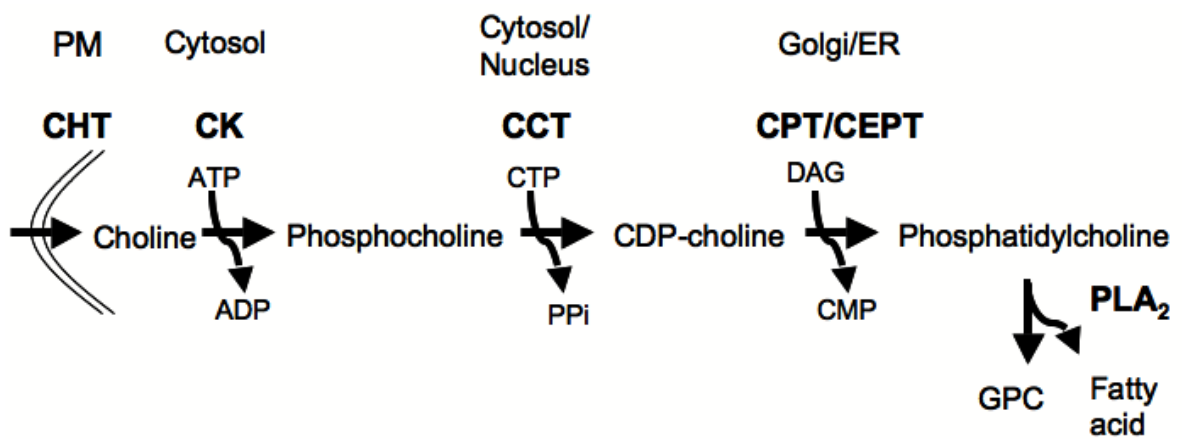 PM
Cytosol
Cytosol/
Nucleus
Golgi/ER
CHT
CK
CCT
CPT/CEPT
ATP
CTP
DAG
Choline
Phosphocholine
CDP-choline
Phosphatidylcholine
ADP
PPi
CMP
PLA₂
GPC
Fatty
acid